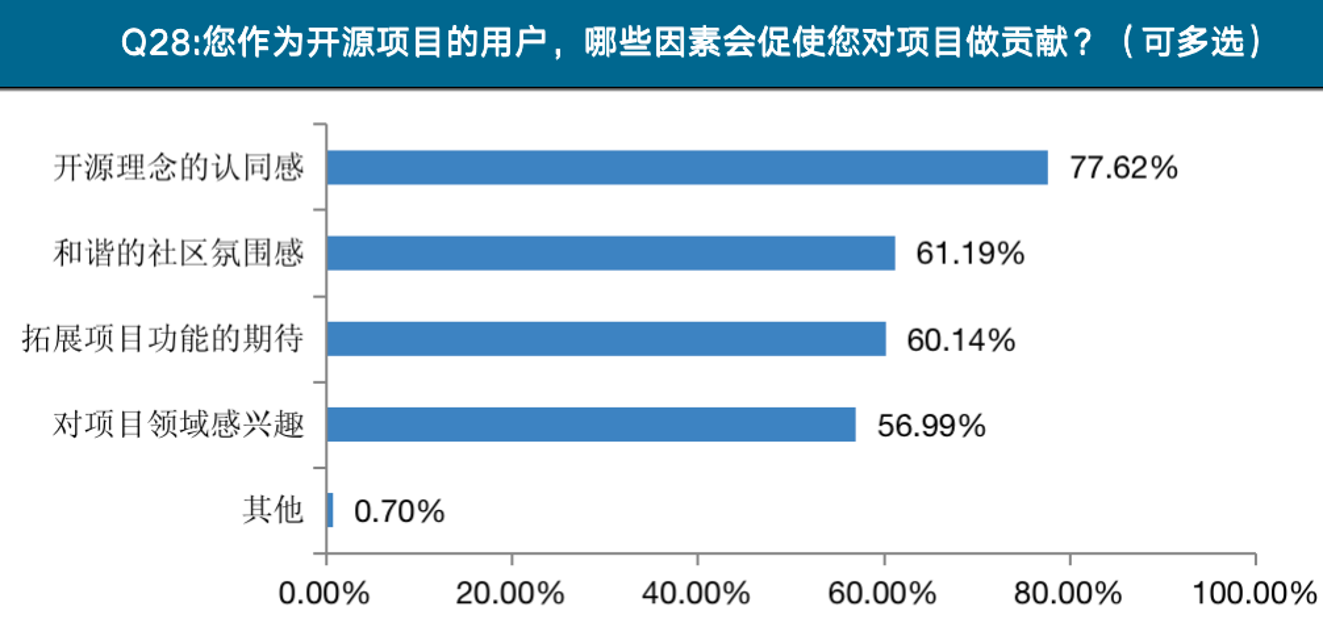 Q28:您作为开源项目的用户，哪些因素会促使您对项目做贡献？（可多选）
开源理念的认同感 77.62%
和谐的社区氛围感 61.19%
拓展项目功能的期待 60.14%
对项目领域感兴趣 56.99%
其他 0.70%
0.00% 20.00% 40.00% 60.00% 80.00% 100.00%